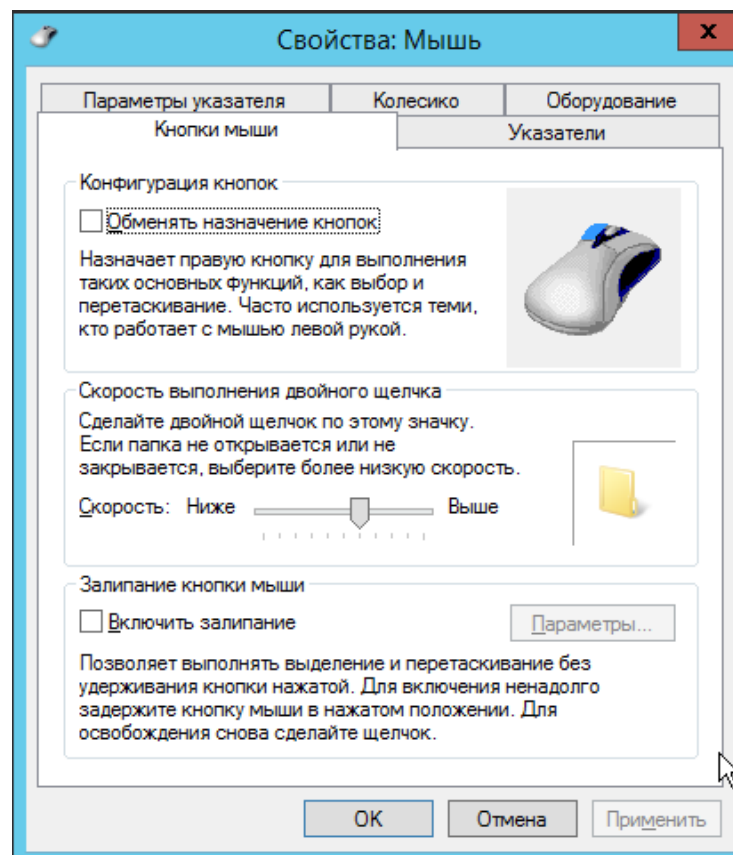 Свойства: Мышь
x
Параметры указателя
Колесико
Оборудование
Кнопки мыши
Указатели
Конфигурация кнопок
Обменять назначение кнопок
Назначает правую кнопку для выполнения
таких основных функций, как выбор и
перетаскивание. Часто используется теми,
кто работает с мышью левой рукой.
Скорость выполнения двойного щелчка
Сделайте двойной щелчок по этому значку.
Если папка не открывается или не
закрывается, выберите более низкую скорость.
Скорость: Ниже Выше
Залипание кнопки мыши
Включить залипание
Параметры...
Позволяет выполнять выделение и перетаскивание без
удерживания кнопки нажатой. Для включения ненадолго
задержите кнопку мыши в нажатом положении. Для
освобождения снова сделайте щелчок.
OK
Отмена
Применить